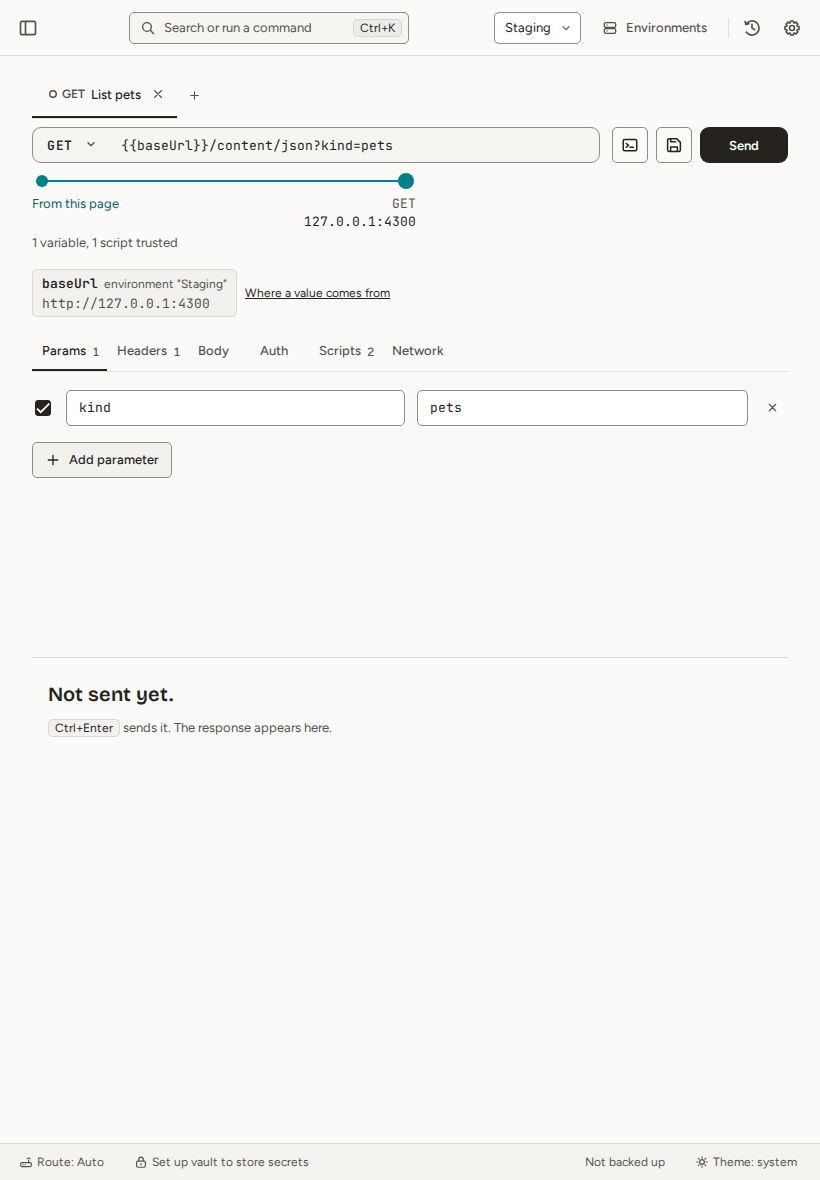 Search or run a command Ctrl+K Staging Environments
GET List pets
GET {{baseUrl}}/content/json?kind=pets Send
From this page GET
127.0.0.1:4300
1 variable, 1 script trusted
baseUrl environment "Staging"
http://127.0.0.1:4300
Where a value comes from
Params 1 Headers 1 Body Auth Scripts 2 Network
kind pets
Add parameter
Not sent yet.
Ctrl+Enter sends it. The response appears here.
Route: Auto Set up vault to store secrets Not backed up Theme: system